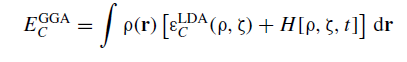 E_C^GGA = ∫ ρ(r) [ε_C^LDA(ρ, ζ) + H[ρ, ζ, t]] dr